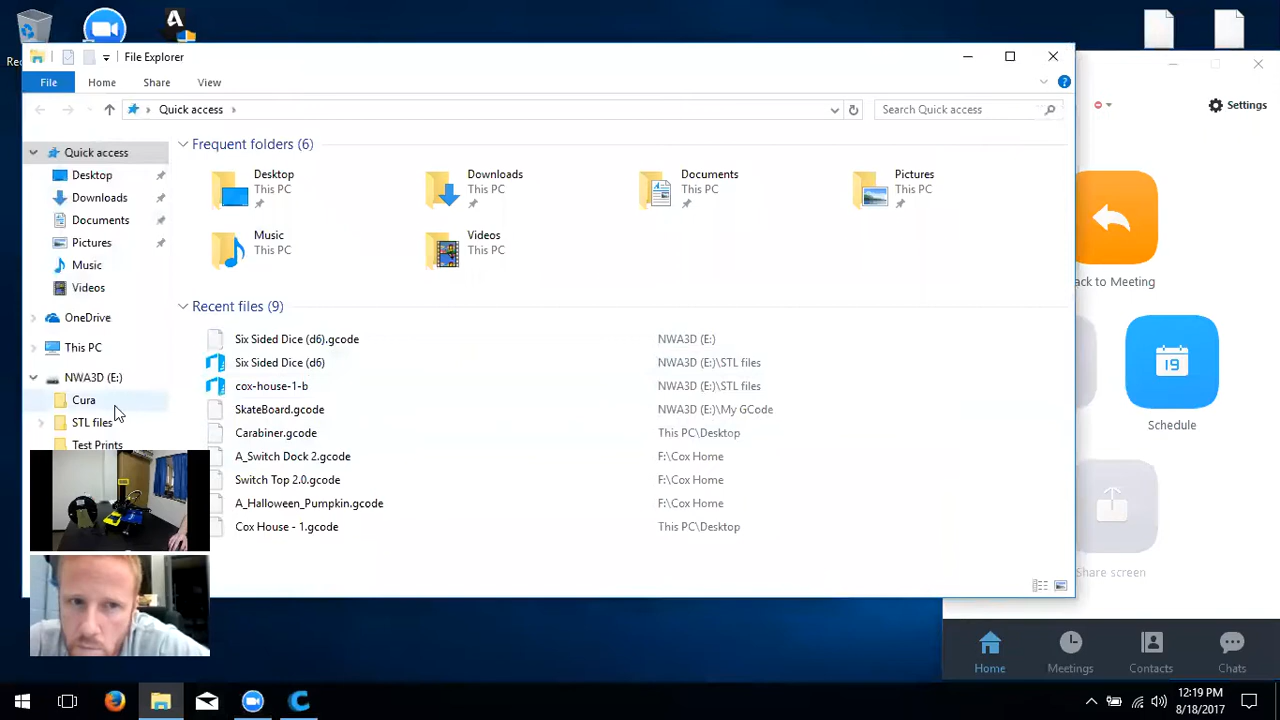 Rec
File Explorer
File
Home
Share
View
Quick access
Search Quick access
Settings
Quick access
Desktop
Downloads
Documents
Pictures
Music
Videos
OneDrive
This PC
NWA3D (E:)
Cura
STL files
Test Prints
Frequent folders (6)
Desktop
This PC
Downloads
This PC
Documents
This PC
Pictures
This PC
Music
This PC
Videos
This PC
Recent files (9)
Six Sided Dice (d6).gcode NWA3D (E:)
Six Sided Dice (d6) NWA3D (E:)\STL files
cox-house-1-b NWA3D (E:)\STL files
SkateBoard.gcode NWA3D (E:)\My GCode
Carabiner.gcode This PC\Desktop
A_Switch Dock 2.gcode F:\Cox Home
Switch Top 2.0.gcode F:\Cox Home
A_Halloween_Pumpkin.gcode F:\Cox Home
Cox House - 1.gcode This PC\Desktop
ack to Meeting
19
Schedule
Share screen
Home
Meetings
Contacts
Chats
12:19 PM
8/18/2017